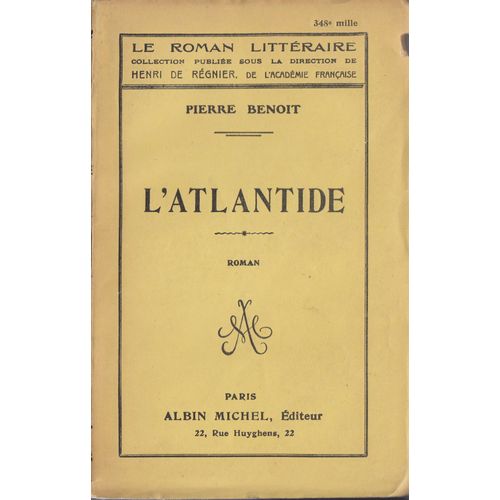 348e mille
LE ROMAN LITTÉRAIRE
COLLECTION PUBLIÉE SOUS LA DIRECTION DE
HENRI DE RÉGNIER, DE L'ACADÉMIE FRANÇAISE
PIERRE BENOIT
L'ATLANTIDE
ROMAN
AM
PARIS
ALBIN MICHEL, Éditeur
22, Rue Huyghens, 22